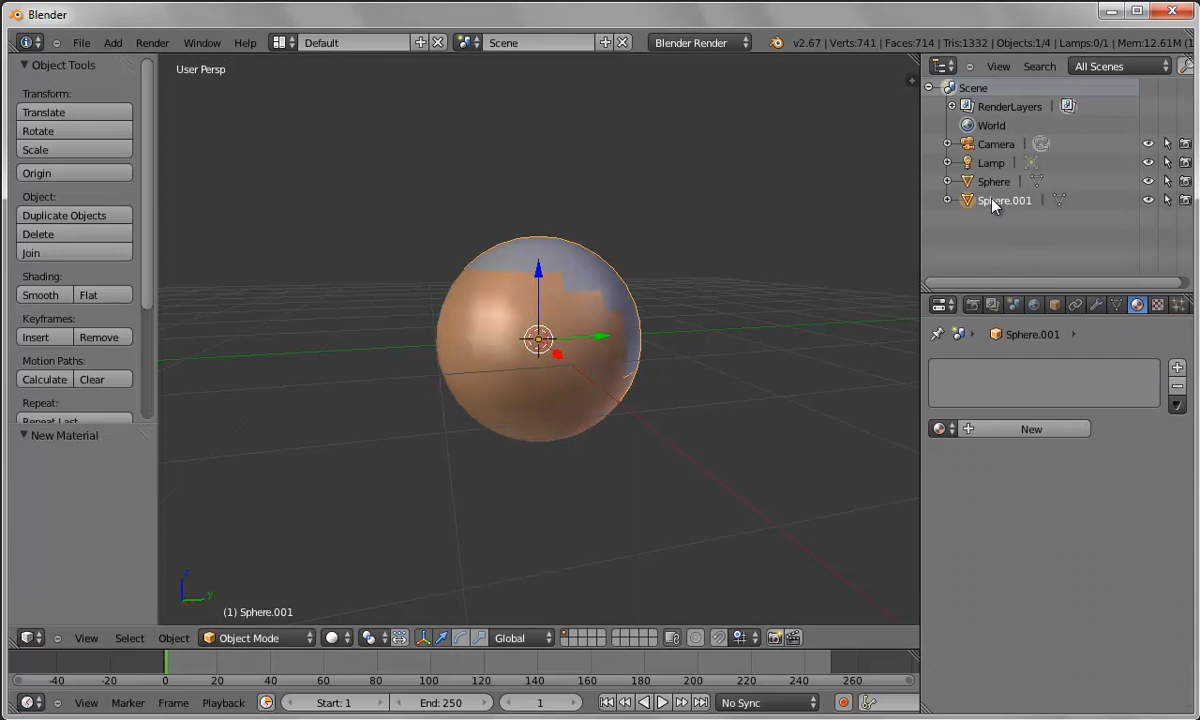 Blender
File Add Render Window Help Default Scene Blender Render v2.67 | Verts:741 | Faces:714 | Tris:1332 | Objects:1/4 | Lamps:0/1 | Mem:12.61M (1
Object Tools
Transform:
Translate
Rotate
Scale
Origin
Object:
Duplicate Objects
Delete
Join
Shading:
Smooth Flat
Keyframes:
Insert Remove
Motion Paths:
Calculate Clear
Repeat:
Repeat Last
New Material
User Persp
z
y
(1) Sphere.001
View Search All Scenes
Scene
RenderLayers
World
Camera
Lamp
Sphere
Sphere.001
Sphere.001
New
View Select Object Object Mode Global
-40 -20 0 20 40 60 80 100 120 140 160 180 200 220 240 260
View Marker Frame Playback Start: 1 End: 250 1 No Sync